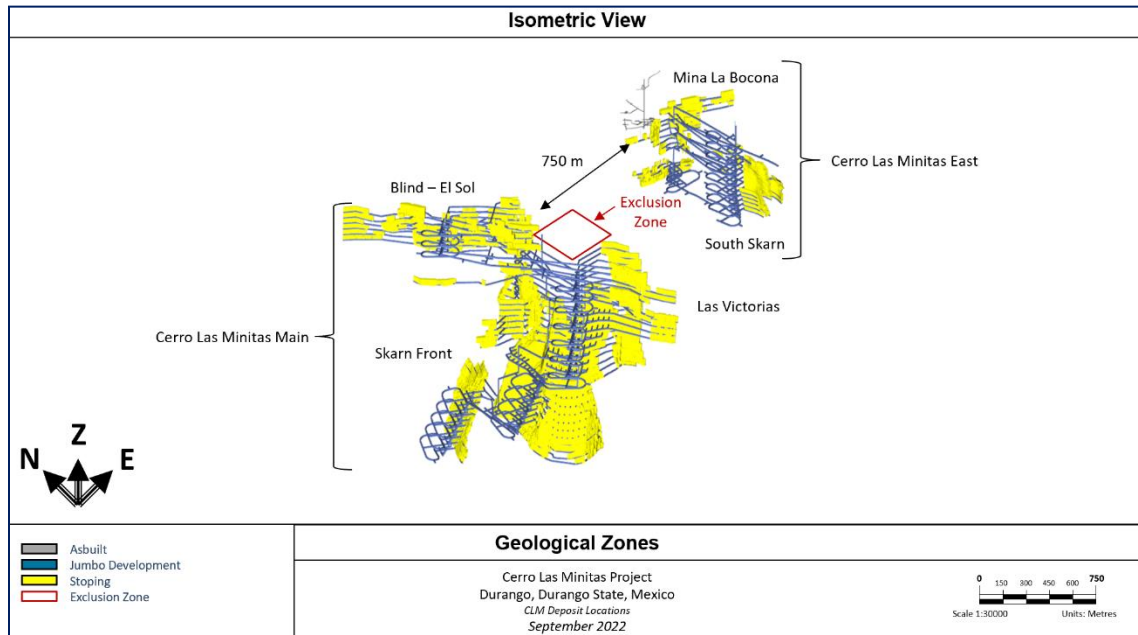 Isometric View
Mina La Bocona
750 m
Cerro Las Minitas East
Blind – El Sol
Exclusion
Zone
South Skarn
Las Victorias
Cerro Las Minitas Main
Skarn Front
Z
N
E
Asbuilt
Jumbo Development
Stoping
Exclusion Zone
Geological Zones
Cerro Las Minitas Project
Durango, Durango State, Mexico
CLM Deposit Locations
September 2022
0 150 300 450 600 750
Scale 1:30000 Units: Metres